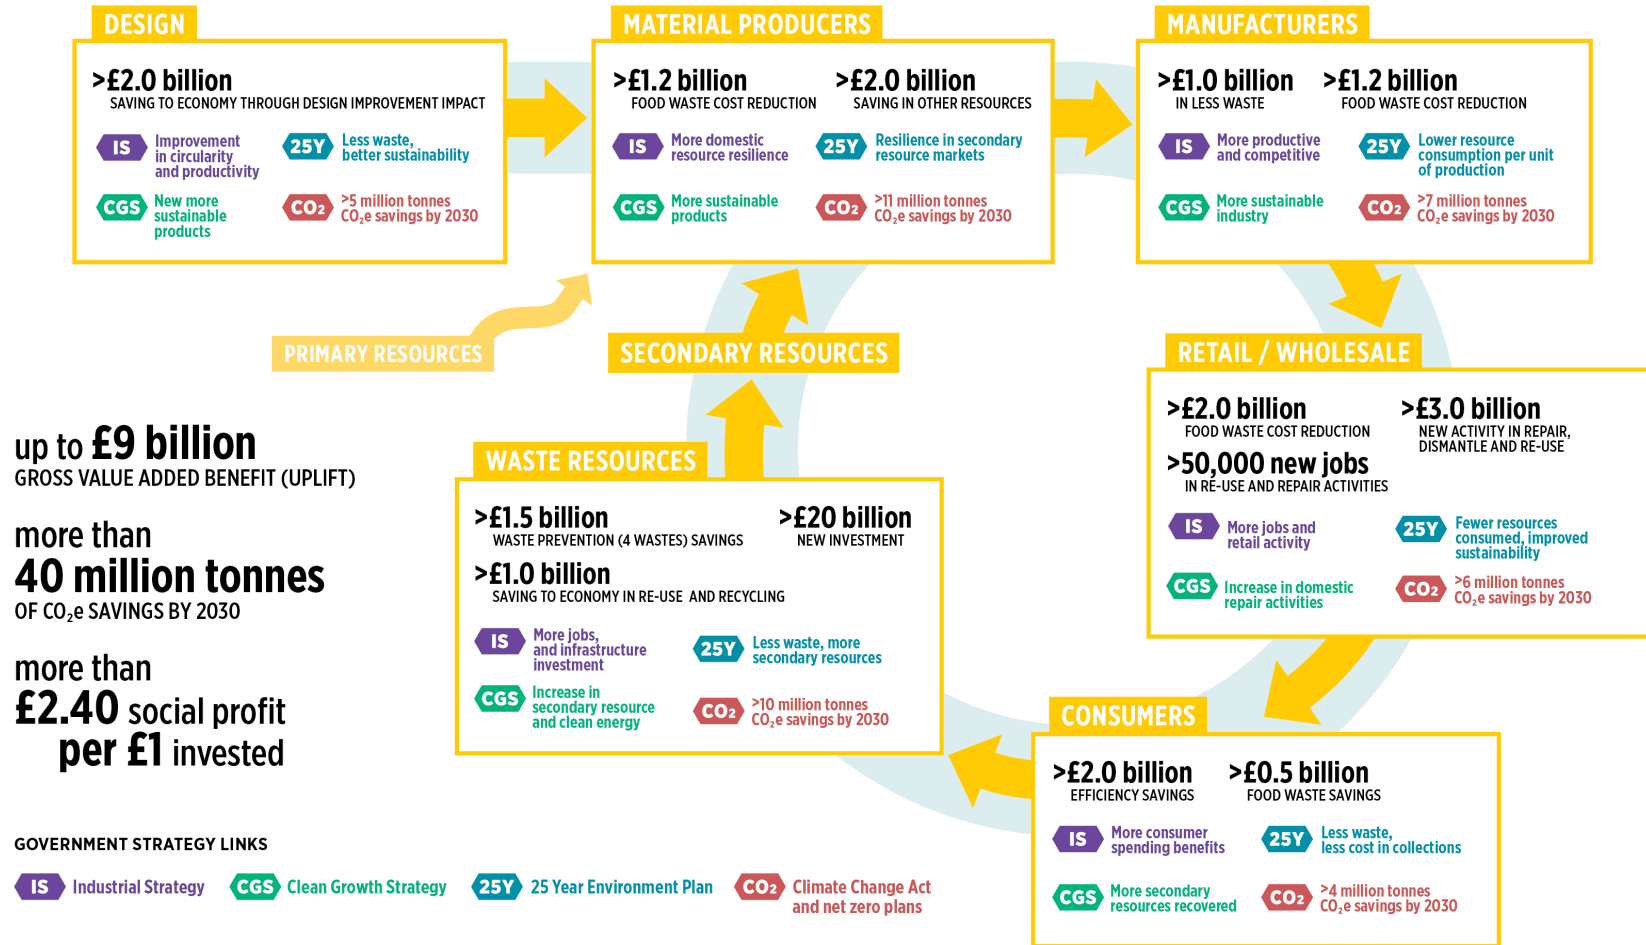 DESIGN
>£2.0 billion
SAVING TO ECONOMY THROUGH DESIGN IMPROVEMENT IMPACT
IS
Improvement
in circularity
and productivity
25Y
Less waste,
better sustainability
CGS
New more
sustainable
products
CO₂
>5 million tonnes
CO₂e savings by 2030
MATERIAL PRODUCERS
>£1.2 billion
FOOD WASTE COST REDUCTION
>£2.0 billion
SAVING IN OTHER RESOURCES
IS
More domestic
resource resilience
25Y
Resilience in secondary
resource markets
CGS
More sustainable
products
CO₂
>11 million tonnes
CO₂e savings by 2030
MANUFACTURERS
>£1.0 billion
IN LESS WASTE
>£1.2 billion
FOOD WASTE COST REDUCTION
IS
More productive
and competitive
25Y
Lower resource
consumption per unit
of production
CGS
More sustainable
industry
CO₂
>7 million tonnes
CO₂e savings by 2030
PRIMARY RESOURCES
SECONDARY RESOURCES
RETAIL / WHOLESALE
>£2.0 billion
FOOD WASTE COST REDUCTION
>£3.0 billion
NEW ACTIVITY IN REPAIR,
DISMANTLE AND RE-USE
>50,000 new jobs
IN RE-USE AND REPAIR ACTIVITIES
IS
More jobs and
retail activity
25Y
Fewer resources
consumed, improved
sustainability
CGS
Increase in domestic
repair activities
CO₂
>6 million tonnes
CO₂e savings by 2030
up to £9 billion
GROSS VALUE ADDED BENEFIT (UPLIFT)
more than
40 million tonnes
OF CO₂e SAVINGS BY 2030
more than
£2.40 social profit
per £1 invested
WASTE RESOURCES
>£1.5 billion
WASTE PREVENTION (4 WASTES) SAVINGS
>£20 billion
NEW INVESTMENT
>£1.0 billion
SAVING TO ECONOMY IN RE-USE AND RECYCLING
IS
More jobs,
and infrastructure
investment
25Y
Less waste, more
secondary resources
CGS
Increase in
secondary resource
and clean energy
CO₂
>10 million tonnes
CO₂e savings by 2030
CONSUMERS
>£2.0 billion
EFFICIENCY SAVINGS
>£0.5 billion
FOOD WASTE SAVINGS
IS
More consumer
spending benefits
25Y
Less waste,
less cost in collections
CGS
More secondary
resources recovered
CO₂
>4 million tonnes
CO₂e savings by 2030
GOVERNMENT STRATEGY LINKS
IS
Industrial Strategy
CGS
Clean Growth Strategy
25Y
25 Year Environment Plan
CO₂
Climate Change Act
and net zero plans